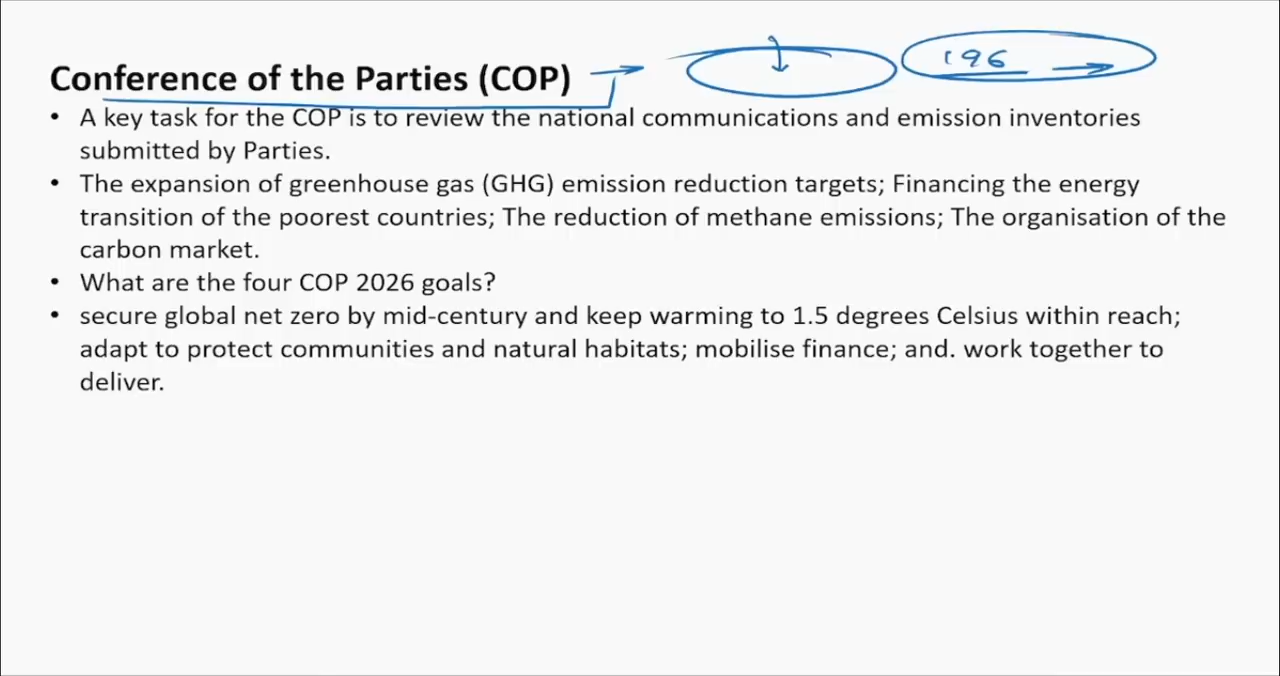 Conference of the Parties (COP)
196
• A key task for the COP is to review the national communications and emission inventories
submitted by Parties.
• The expansion of greenhouse gas (GHG) emission reduction targets; Financing the energy
transition of the poorest countries; The reduction of methane emissions; The organisation of the
carbon market.
• What are the four COP 2026 goals?
• secure global net zero by mid-century and keep warming to 1.5 degrees Celsius within reach;
adapt to protect communities and natural habitats; mobilise finance; and. work together to
deliver.